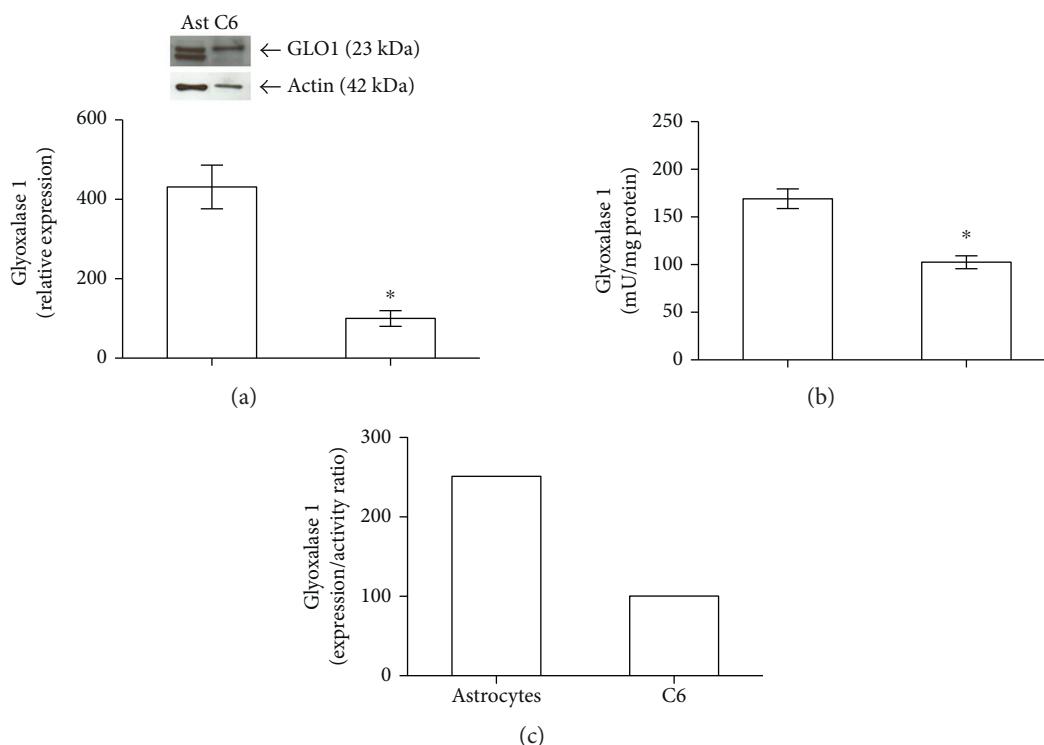 Ast C6
← GLO1 (23 kDa)
← Actin (42 kDa)
600
400
200
0
Glyoxalase 1
(relative expression)
*
(a)
250
200
150
100
50
0
Glyoxalase 1
(mU/mg protein)
*
(b)
300
200
100
0
Glyoxalase 1
(expression/activity ratio)
Astrocytes C6
(c)